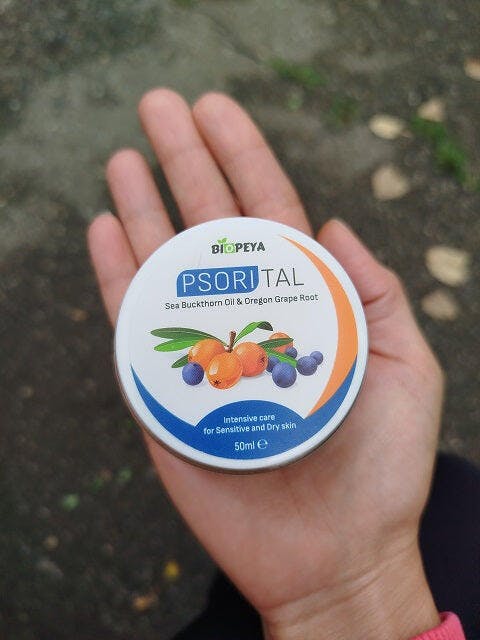 BIOPEYA
PSORITAL
Sea Buckthorn Oil & Oregon Grape Root
Intensive care
for Sensitive and Dry skin
50ml ℮